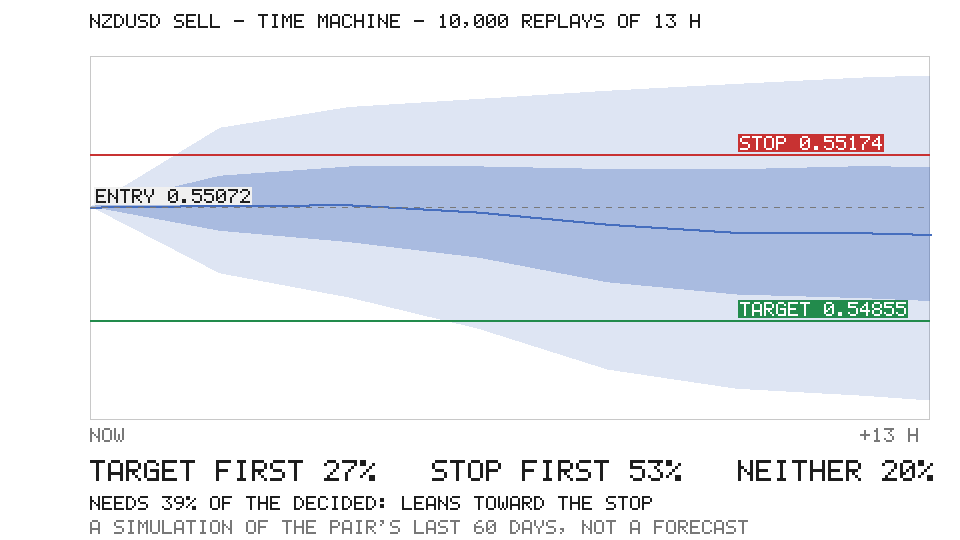 NZDUSD SELL - TIME MACHINE - 10,000 REPLAYS OF 13 H
STOP 0.55174
ENTRY 0.55072
TARGET 0.54855
NOW +13 H
TARGET FIRST 27% STOP FIRST 53% NEITHER 20%
NEEDS 39% OF THE DECIDED: LEANS TOWARD THE STOP
A SIMULATION OF THE PAIR'S LAST 60 DAYS, NOT A FORECAST